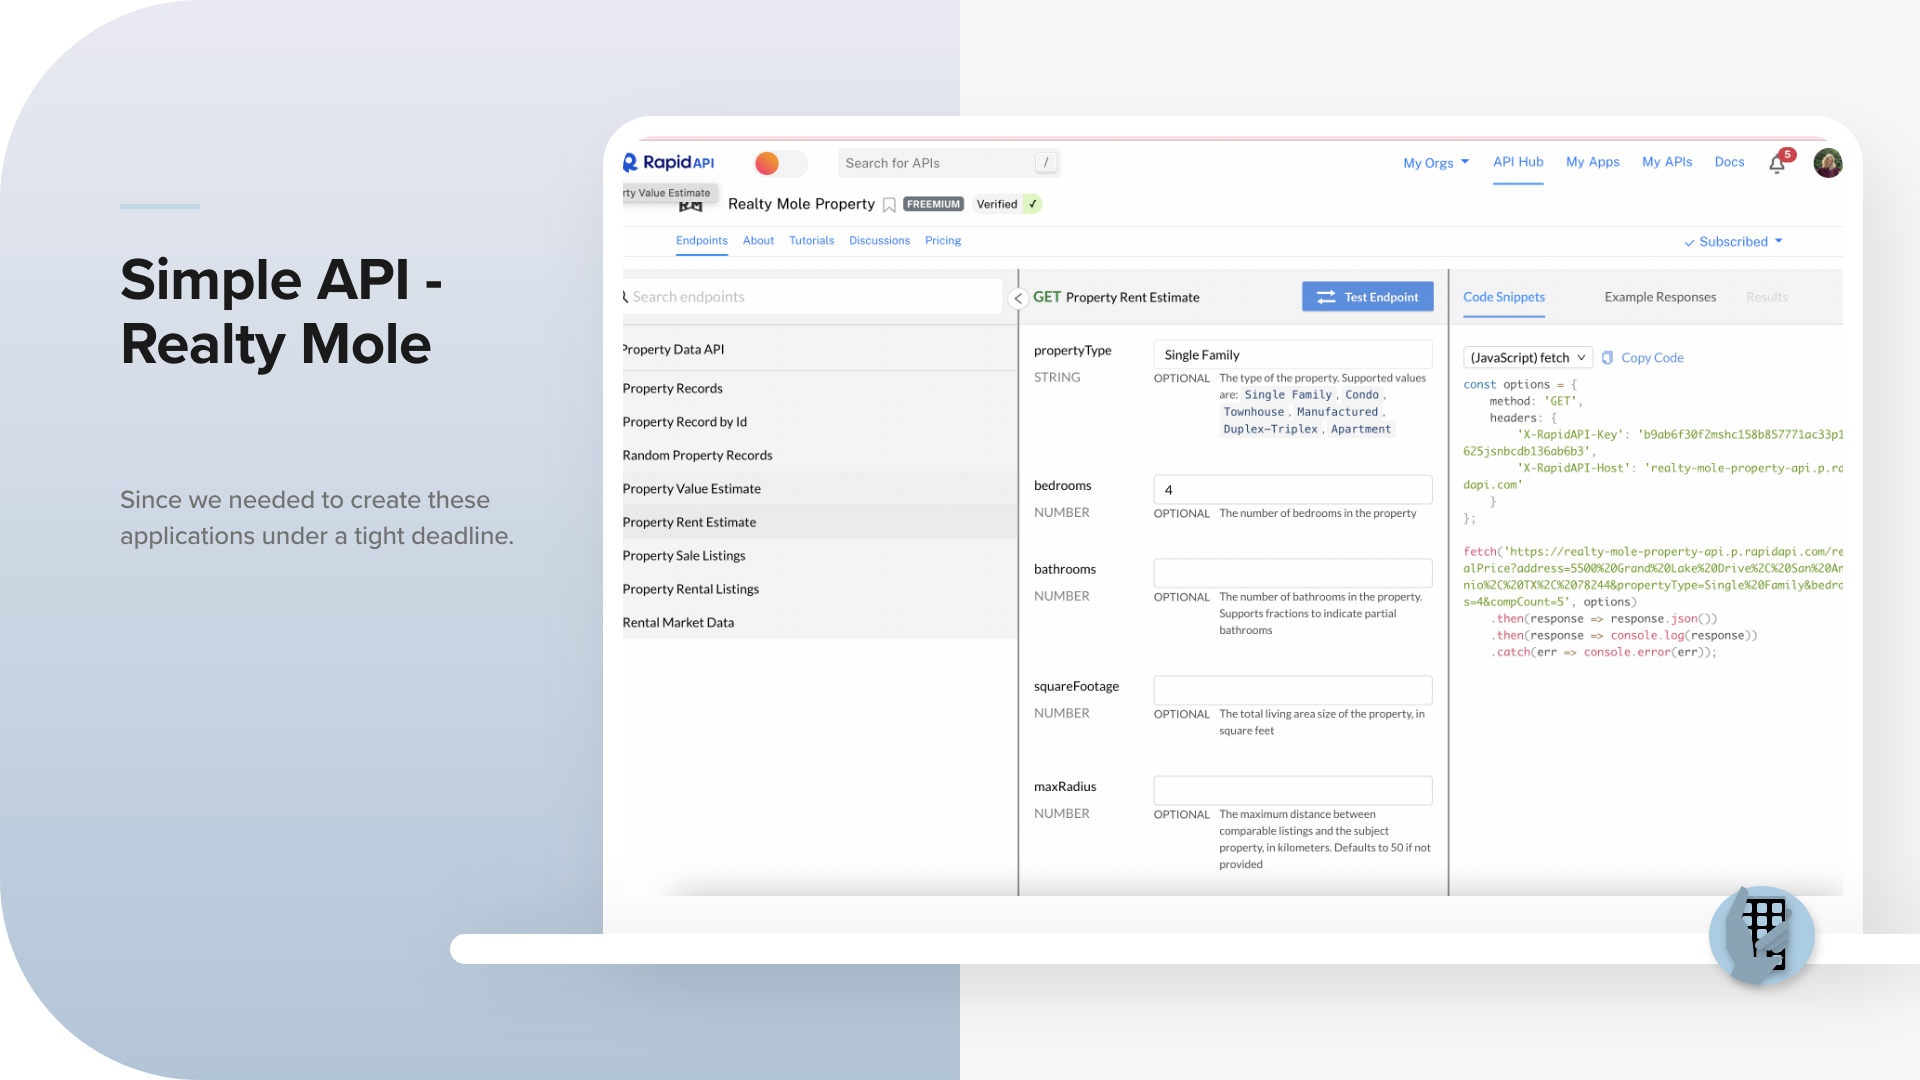 Simple API -
Realty Mole
Since we needed to create these
applications under a tight deadline.
RapidAPI
Search for APIs
/
My Orgs
API Hub
My Apps
My APIs
Docs
5
rty Value Estimate
Realty Mole Property
FREEMIUM
Verified ✓
Endpoints
About
Tutorials
Discussions
Pricing
✓ Subscribed
Search endpoints
Property Data API
Property Records
Property Record by Id
Random Property Records
Property Value Estimate
Property Rent Estimate
Property Sale Listings
Property Rental Listings
Rental Market Data
GET Property Rent Estimate
Test Endpoint
propertyType
STRING
Single Family
OPTIONAL
The type of the property. Supported values
are: Single Family, Condo,
Townhouse, Manufactured,
Duplex-Triplex, Apartment
bedrooms
NUMBER
4
OPTIONAL
The number of bedrooms in the property
bathrooms
NUMBER
OPTIONAL
The number of bathrooms in the property.
Supports fractions to indicate partial
bathrooms
squareFootage
NUMBER
OPTIONAL
The total living area size of the property, in
square feet
maxRadius
NUMBER
OPTIONAL
The maximum distance between
comparable listings and the subject
property, in kilometers. Defaults to 50 if not
provided
Code Snippets
Example Responses
Results
(JavaScript) fetch
Copy Code
const options = {
method: 'GET',
headers: {
'X-RapidAPI-Key': 'b9ab6f30f2mshc158b857771ac33p1
625jsnbcdb136ab6b3',
'X-RapidAPI-Host': 'realty-mole-property-api.p.ra
dapi.com'
}
};
fetch('https://realty-mole-property-api.p.rapidapi.com/re
alPrice?address=5500%20Grand%20Lake%20Drive%2C%20San%20An
nio%2C%20TX%2C%2078244&propertyType=Single%20Family&bedro
s=4&compCount=5', options)
.then(response => response.json())
.then(response => console.log(response))
.catch(err => console.error(err));